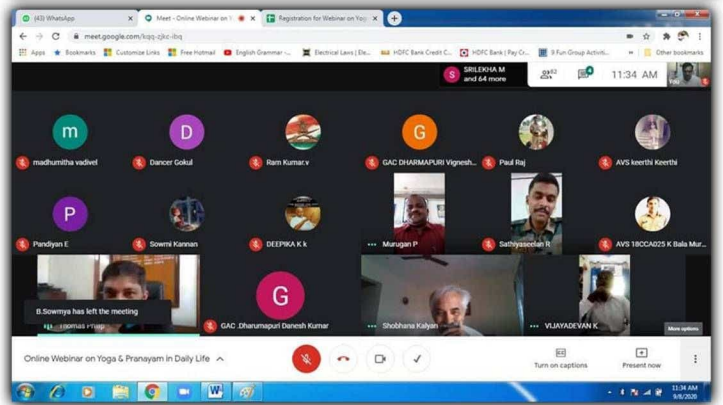 (43) WhatsApp
Meet - Online Webinar on Y
Registration for Webinar on Yog
meet.google.com/kqq-zjkc-ibq
Apps Bookmarks Customize Links Free Hotmail English Grammar -... Electrical Laws | Ele... HDFC Bank Credit C... HDFC Bank | Pay Cr... 9 Fun Group Activiti... Other bookmarks
S SRILEKHA M
and 64 more
62
11:34 AM
You
m D G
madhumitha vadivel Dancer Gokul Ram Kumar.v GAC DHARMAPURI Vignesh... Paul Raj AVS keerthi Keerthi
P
Pandiyan E Sowmi Kannan DEEPIKA K k Murugan P Sathiyaseelan R AVS 18CCA025 K Bala Mur...
B.Sowmya has left the meeting
G
Thomas Philip GAC .Dharumapuri Danesh Kumar Shobhana Kalyan VIJAYADEVAN K
More options
Online Webinar on Yoga & Pranayam in Daily Life
Turn on captions
Present now
11:34 AM
9/8/2020